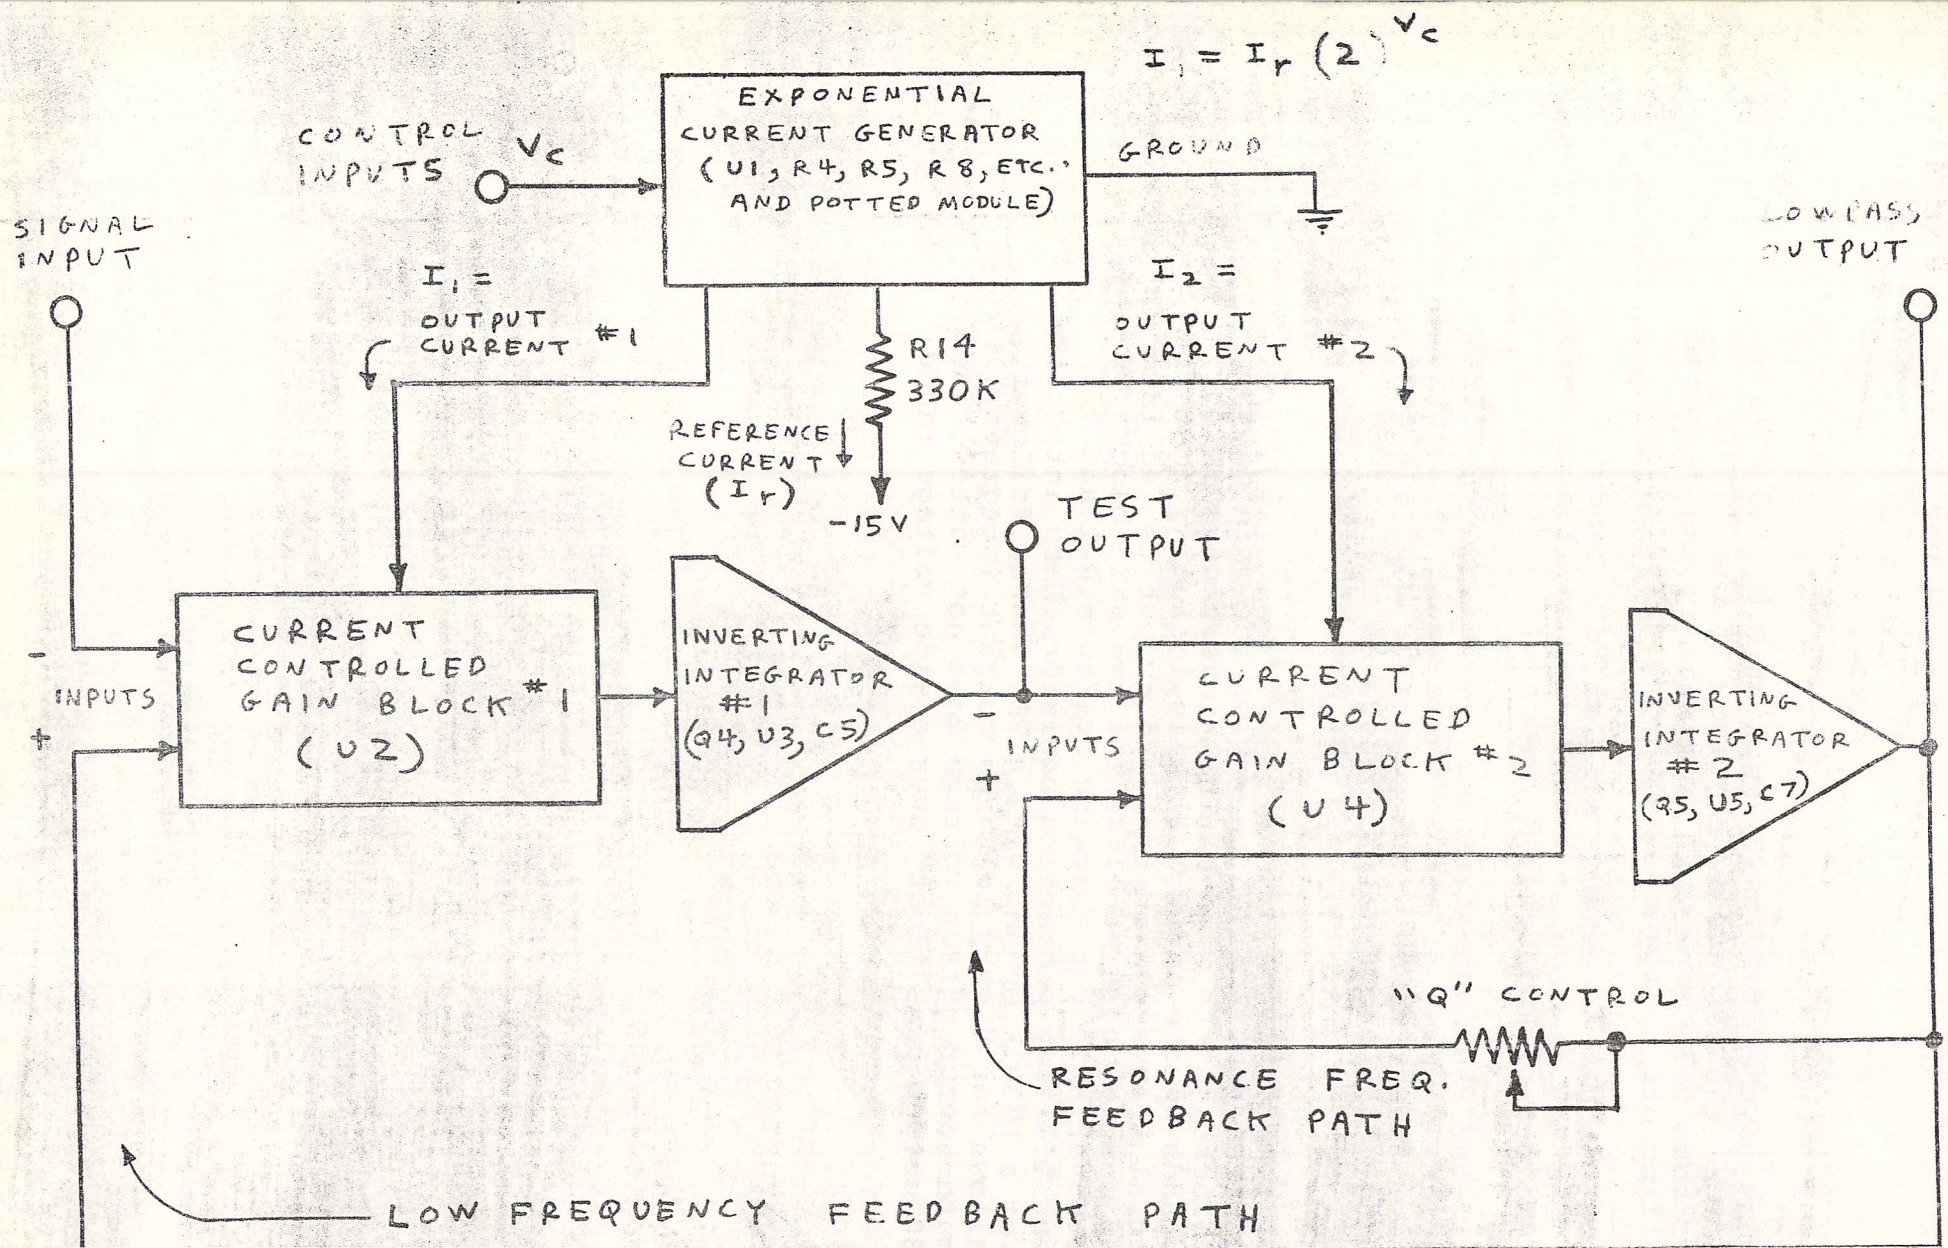 I₁ = Iᵣ (2)^Vc
EXPONENTIAL
CURRENT GENERATOR
(U1, R4, R5, R8, ETC.
AND POTTED MODULE)
CONTROL
INPUTS
Vc
GROUND
SIGNAL
INPUT
LOWPASS
OUTPUT
I₁ =
OUTPUT
CURRENT #1
I₂ =
OUTPUT
CURRENT #2
R14
330K
REFERENCE
CURRENT
(Iᵣ)
-15V
TEST
OUTPUT
-
INPUTS
+
CURRENT
CONTROLLED
GAIN BLOCK #1
(U2)
INVERTING
INTEGRATOR
#1
(Q4, U3, C5)
-
INPUTS
+
CURRENT
CONTROLLED
GAIN BLOCK #2
(U4)
INVERTING
INTEGRATOR
#2
(Q5, U5, C7)
"Q" CONTROL
RESONANCE FREQ.
FEEDBACK PATH
LOW FREQUENCY FEEDBACK PATH